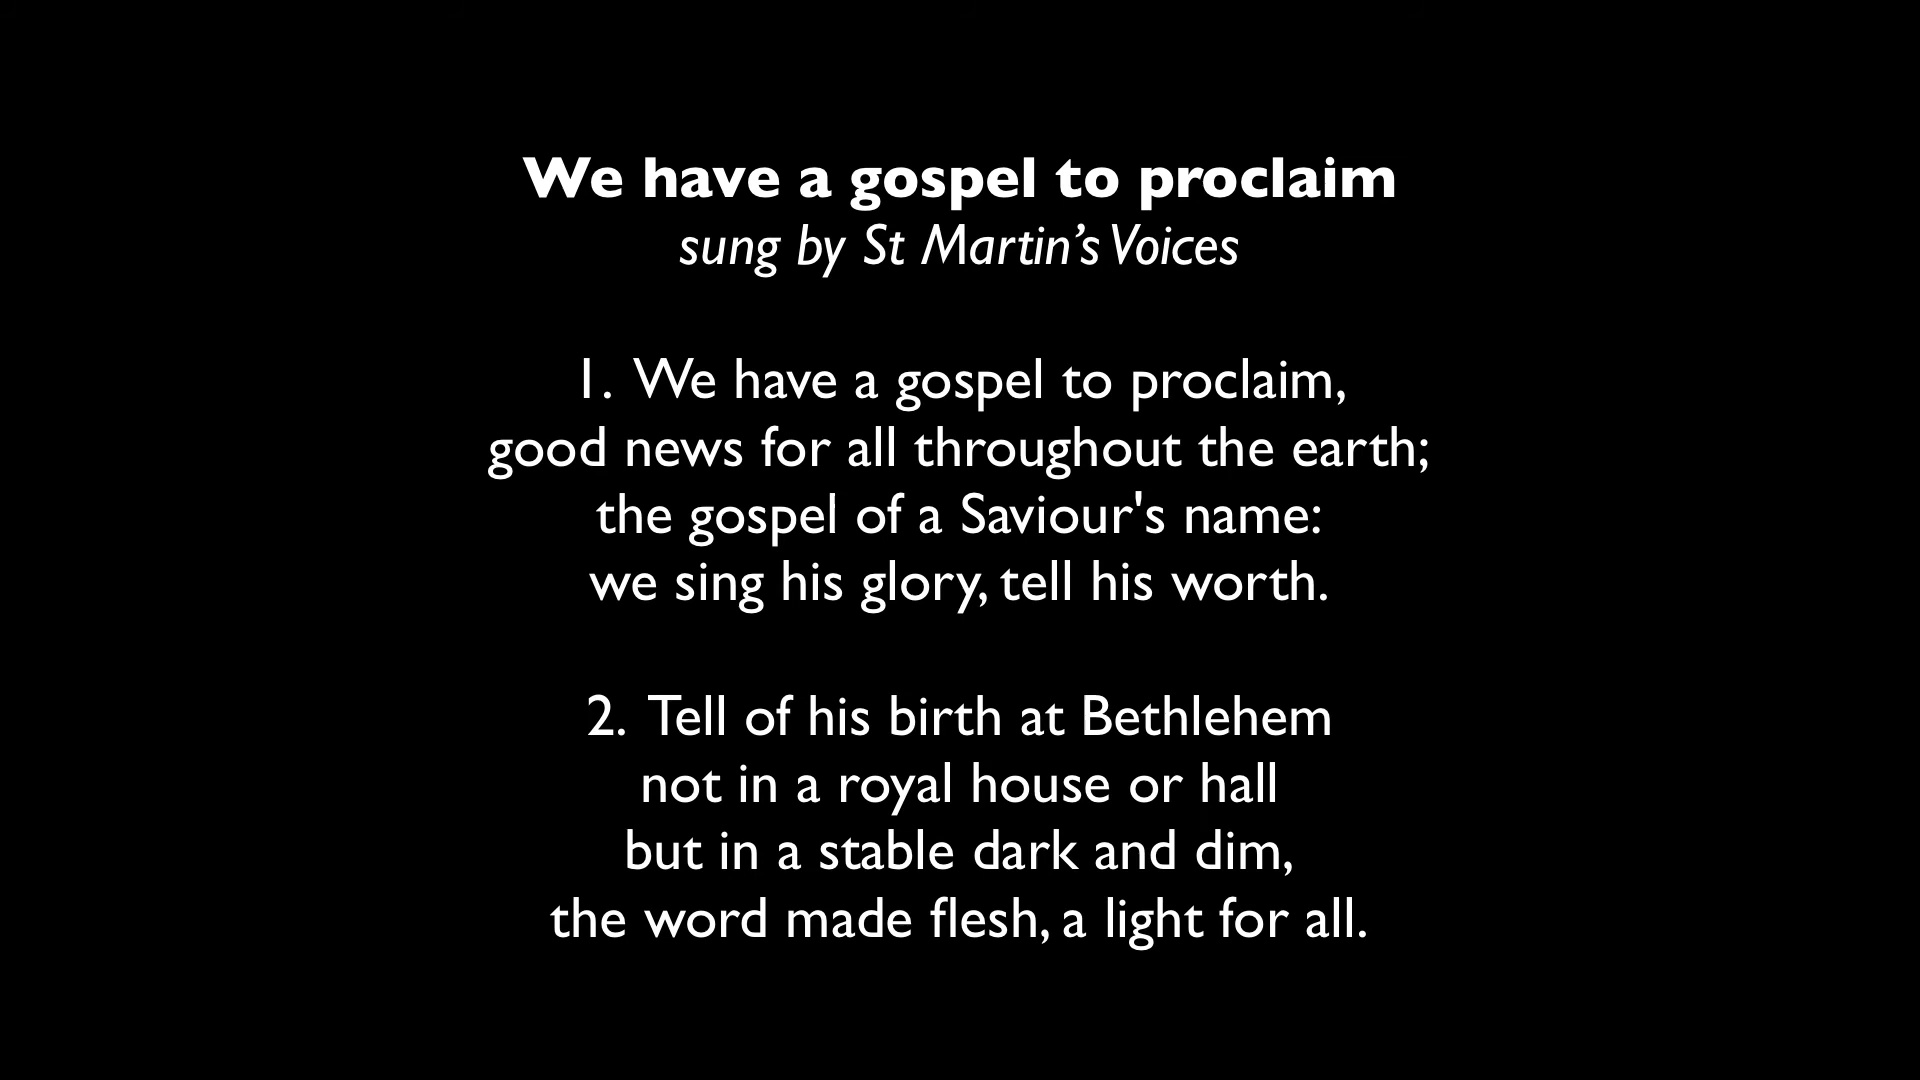 We have a gospel to proclaim
sung by St Martin’s Voices
1. We have a gospel to proclaim,
good news for all throughout the earth;
the gospel of a Saviour's name:
we sing his glory, tell his worth.
2. Tell of his birth at Bethlehem
not in a royal house or hall
but in a stable dark and dim,
the word made flesh, a light for all.